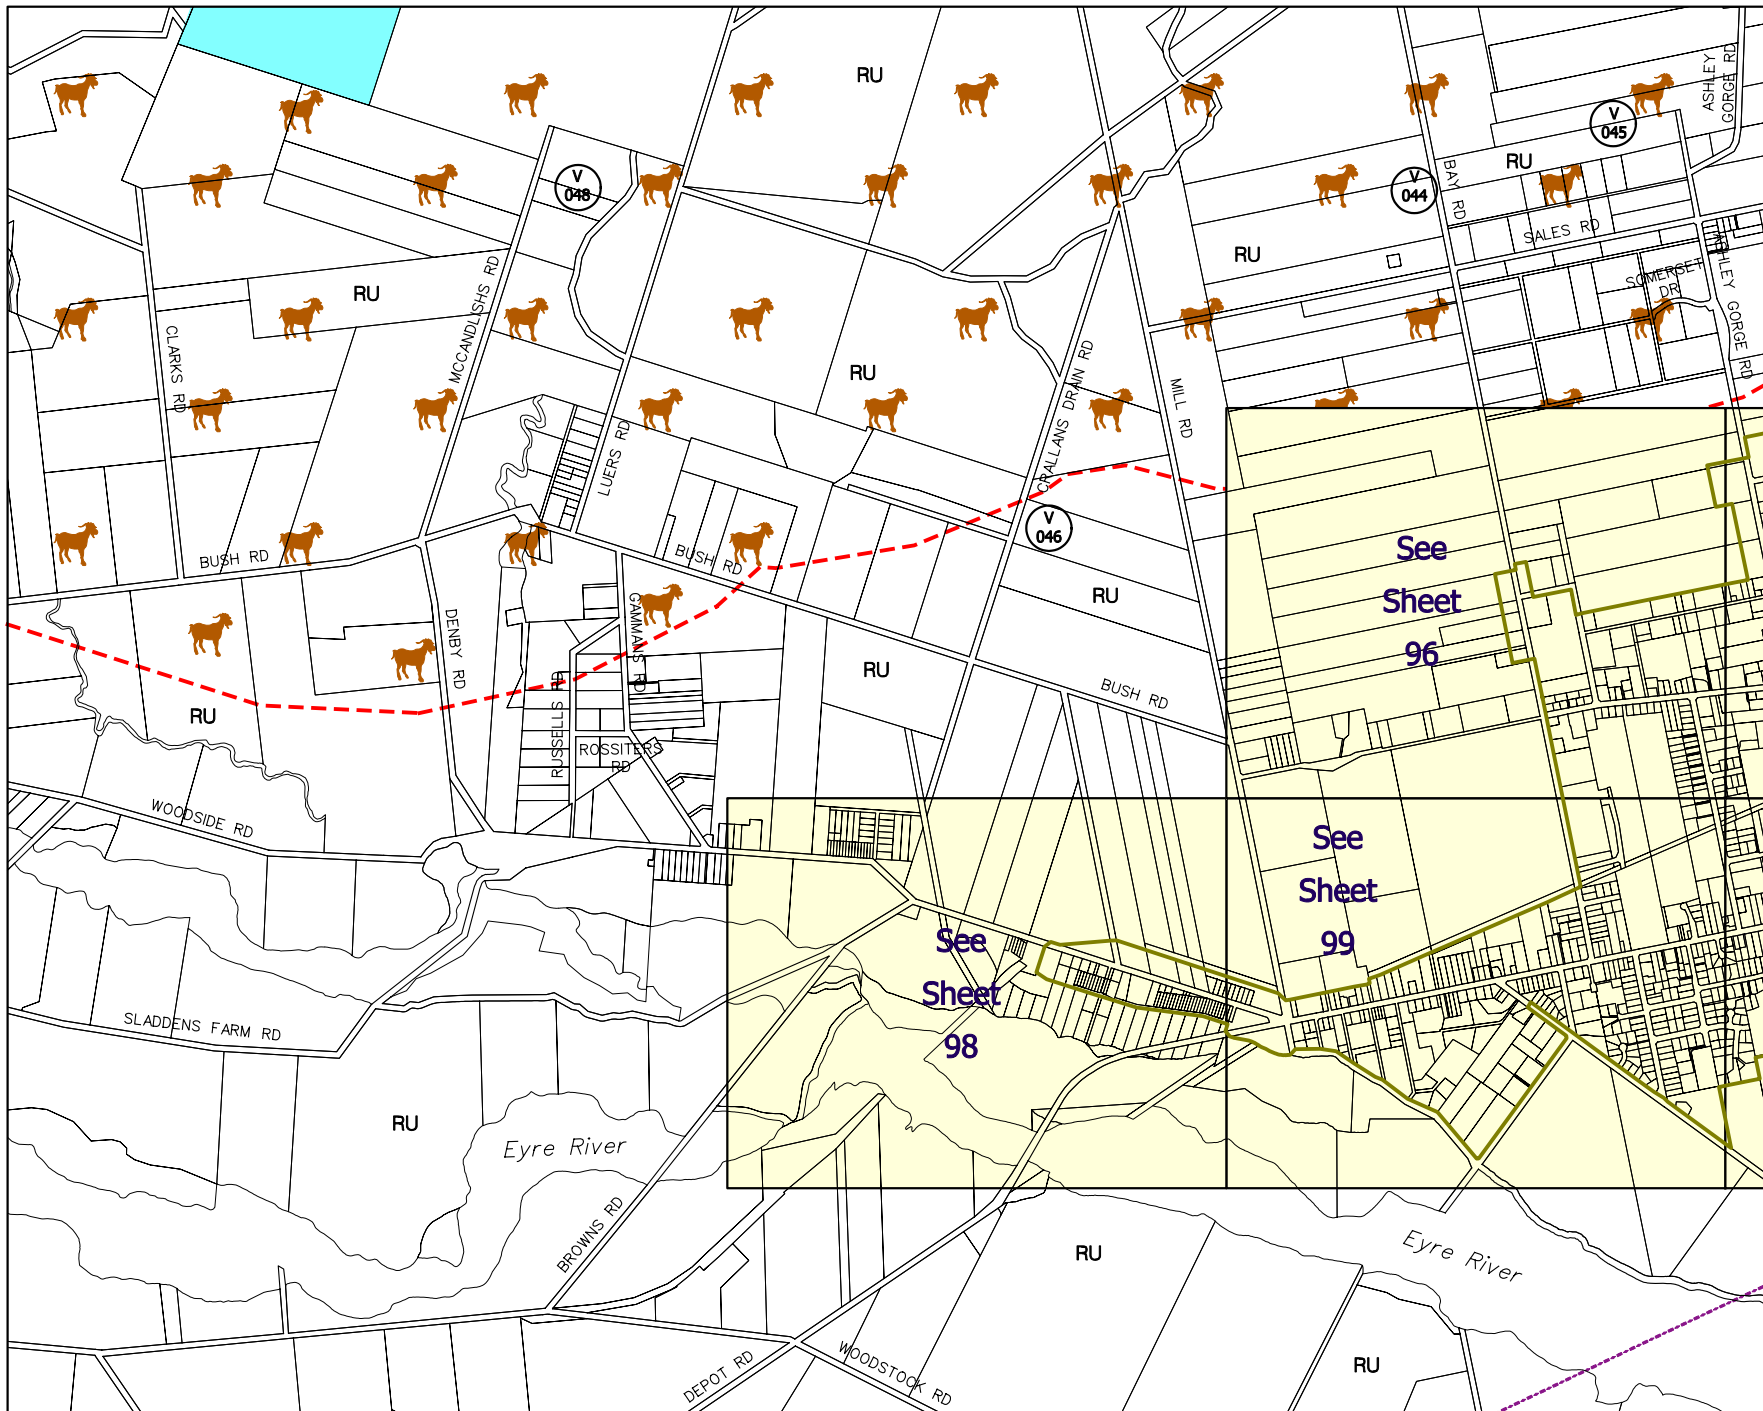 RU
ASHLEY
GORGE RD
V
045
RU
V
048
V
044
BAY RD
SALES RD
RU
RU
MCCANDLISHS RD
SOMERSET
DR
ASHLEY GORGE RD
CLARKS RD
RU
CRALLANS DRAIN RD
MILL RD
LUERS RD
V
046
See
Sheet
96
BUSH RD
BUSH RD
RU
GAMMANS RD
DENBY RD
RU
BUSH RD
RU
RUSSELLS RD
ROSSITERS
RD
WOODSIDE RD
See
Sheet
99
See
Sheet
98
SLADDENS FARM RD
RU
Eyre River
BROWNS RD
RU
Eyre River
DEPOT RD
WOODSTOCK RD
RU